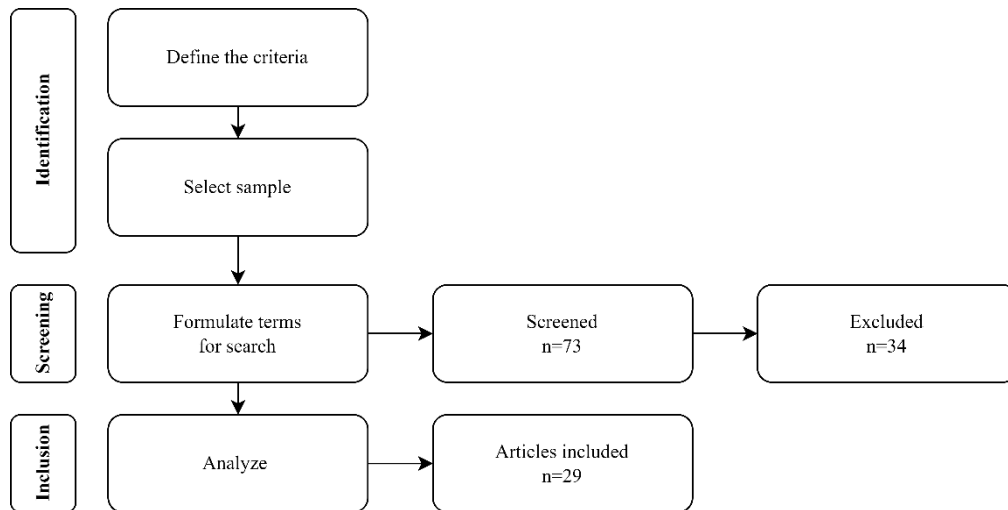 Identification
Define the criteria
Select sample
Screening
Formulate terms
for search
Screened
n=73
Excluded
n=34
Inclusion
Analyze
Articles included
n=29